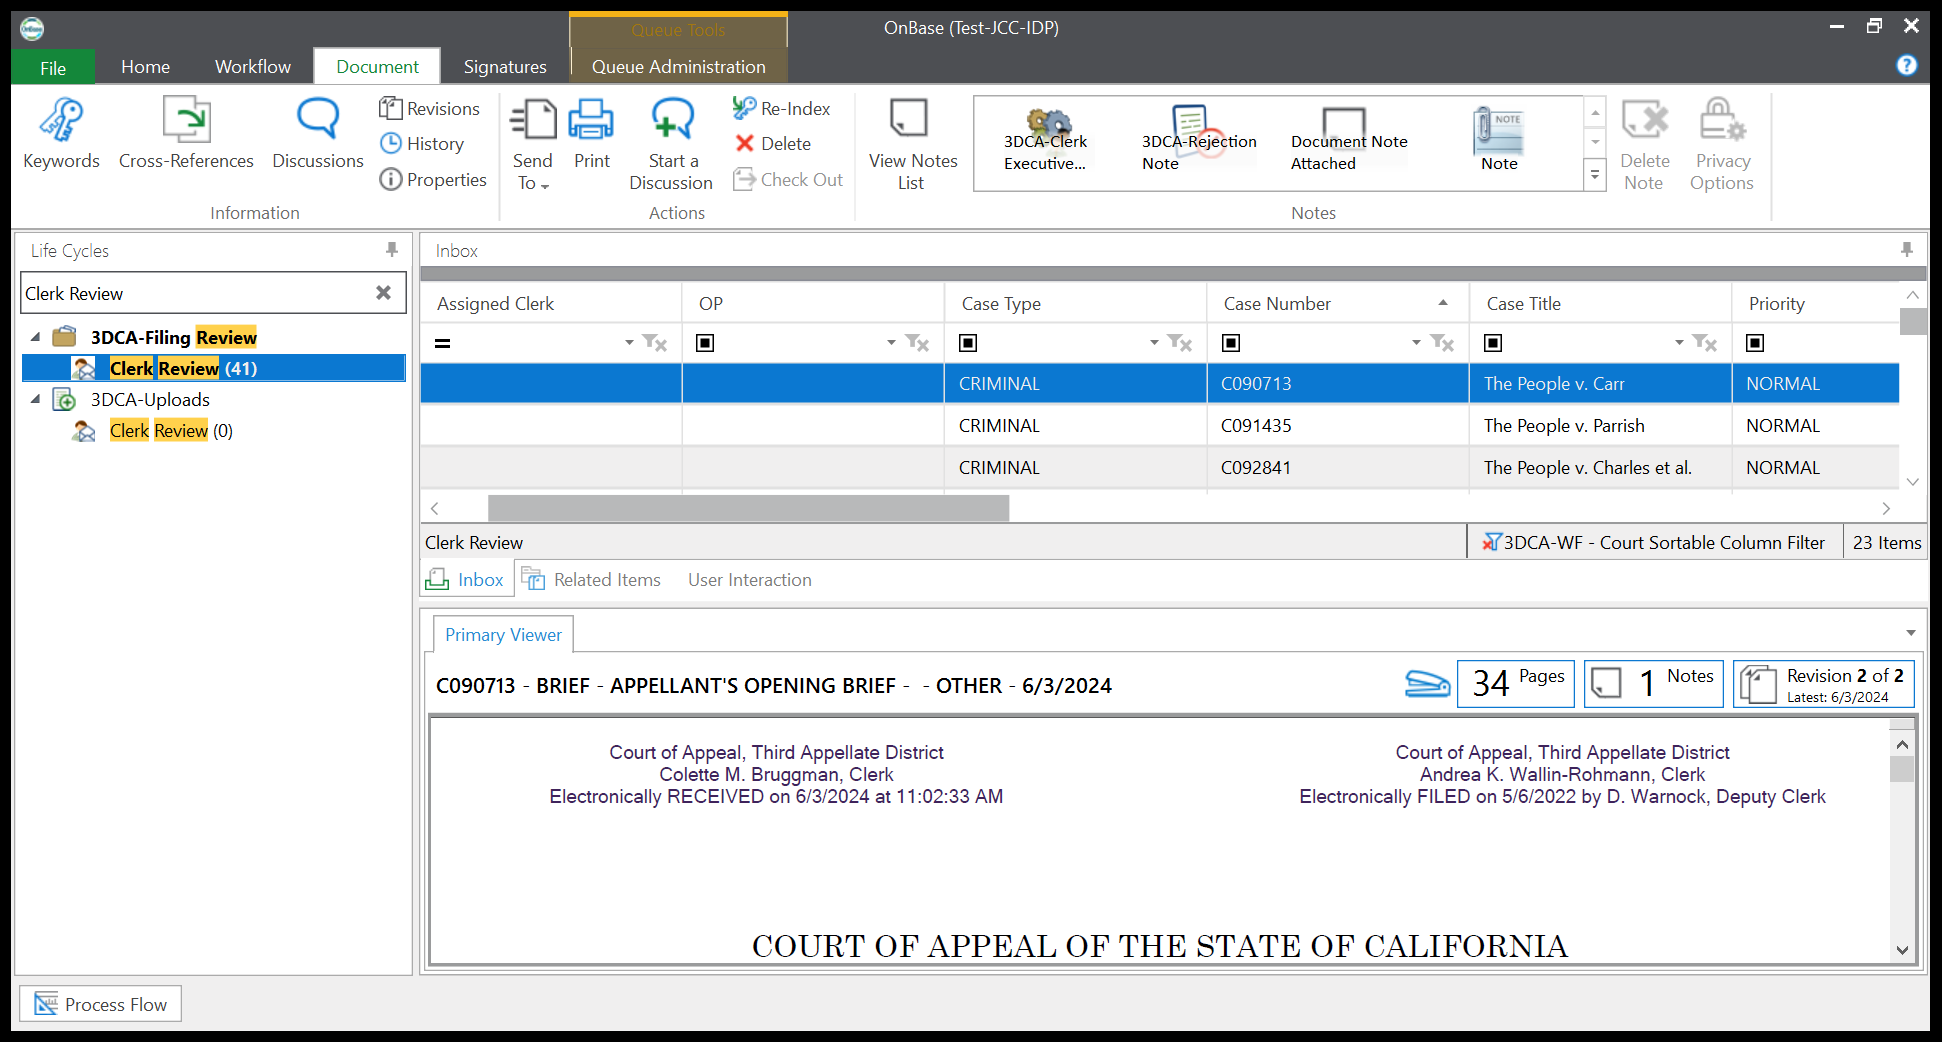 OnBase
Queue Tools
OnBase (Test-JCC-IDP)
File
Home
Workflow
Document
Signatures
Queue Administration
Keywords
Cross-References
Discussions
Revisions
History
Properties
Information
Send
To
Print
Start a
Discussion
Re-Index
Delete
Check Out
Actions
View Notes
List
3DCA-Clerk
Executive...
3DCA-Rejection
Note
Document Note
Attached
NOTE
Note
Delete
Note
Privacy
Options
Notes
Life Cycles
Clerk Review
3DCA-Filing Review
Clerk Review (41)
3DCA-Uploads
Clerk Review (0)
Inbox
Assigned Clerk OP Case Type Case Number Case Title Priority
CRIMINAL C090713 The People v. Carr NORMAL
CRIMINAL C091435 The People v. Parrish NORMAL
CRIMINAL C092841 The People v. Charles et al. NORMAL
Clerk Review
3DCA-WF - Court Sortable Column Filter
23 Items
Inbox
Related Items
User Interaction
Primary Viewer
C090713 - BRIEF - APPELLANT'S OPENING BRIEF - - OTHER - 6/3/2024
34 Pages
1 Notes
Revision 2 of 2
Latest: 6/3/2024
Court of Appeal, Third Appellate District
Colette M. Bruggman, Clerk
Electronically RECEIVED on 6/3/2024 at 11:02:33 AM
Court of Appeal, Third Appellate District
Andrea K. Wallin-Rohmann, Clerk
Electronically FILED on 5/6/2022 by D. Warnock, Deputy Clerk
COURT OF APPEAL OF THE STATE OF CALIFORNIA
Process Flow